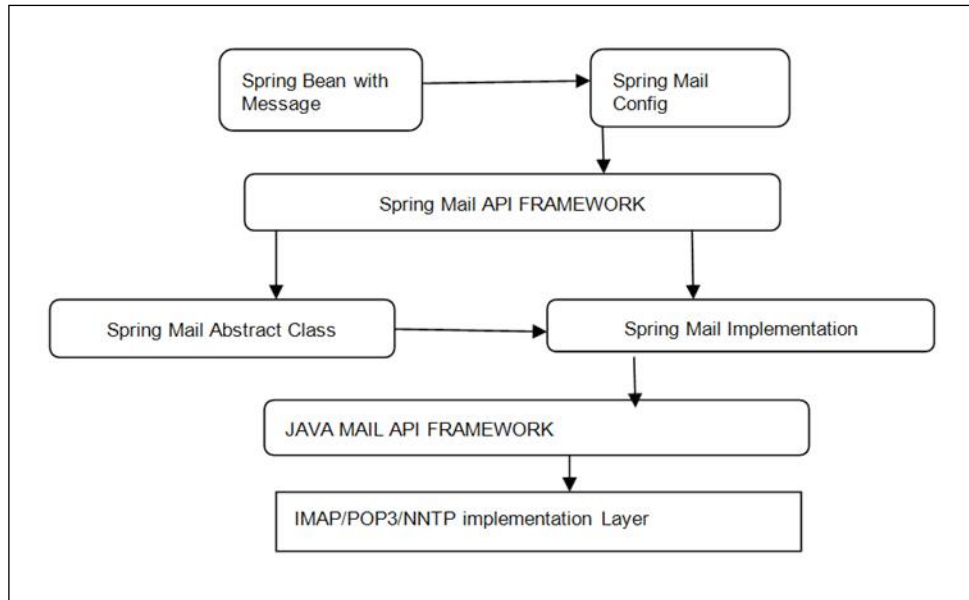 Spring Bean with
Message
Spring Mail
Config
Spring Mail API FRAMEWORK
Spring Mail Abstract Class
Spring Mail Implementation
JAVA MAIL API FRAMEWORK
IMAP/POP3/NNTP implementation Layer